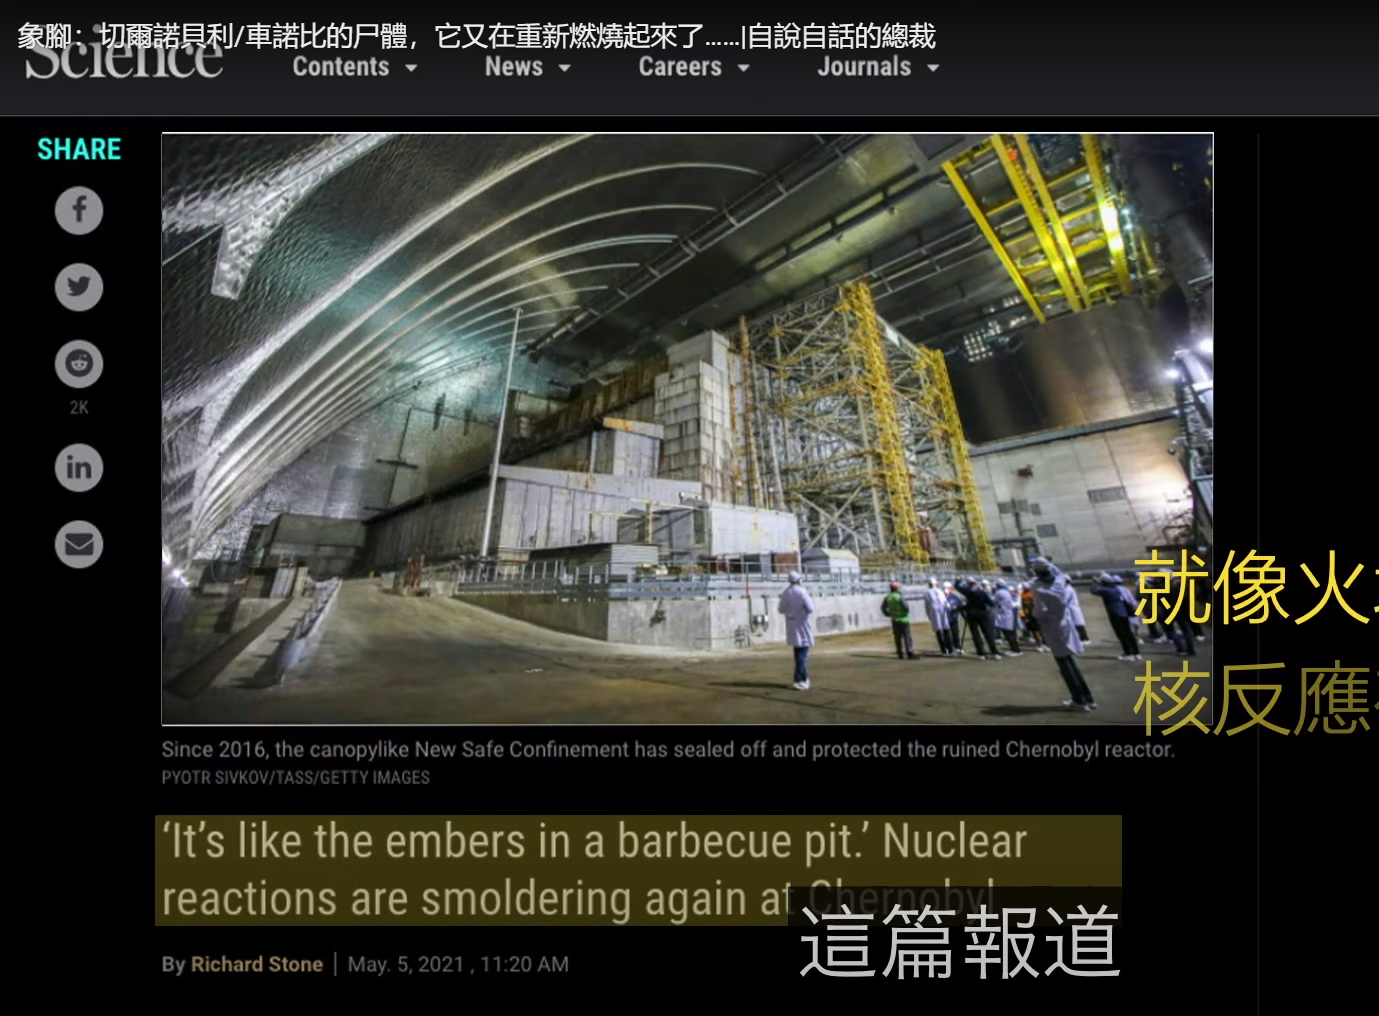 象腳：切爾諾貝利/車諾比的尸體，它又在重新燃燒起來了……|自說自話的總裁
Science
Contents
News
Careers
Journals
SHARE
2K
就像火
核反應
Since 2016, the canopylike New Safe Confinement has sealed off and protected the ruined Chernobyl reactor.
PYOTR SIVKOV/TASS/GETTY IMAGES
‘It’s like the embers in a barbecue pit.’ Nuclear
reactions are smoldering again at Chernobyl
這篇報道
By Richard Stone | May. 5, 2021 , 11:20 AM